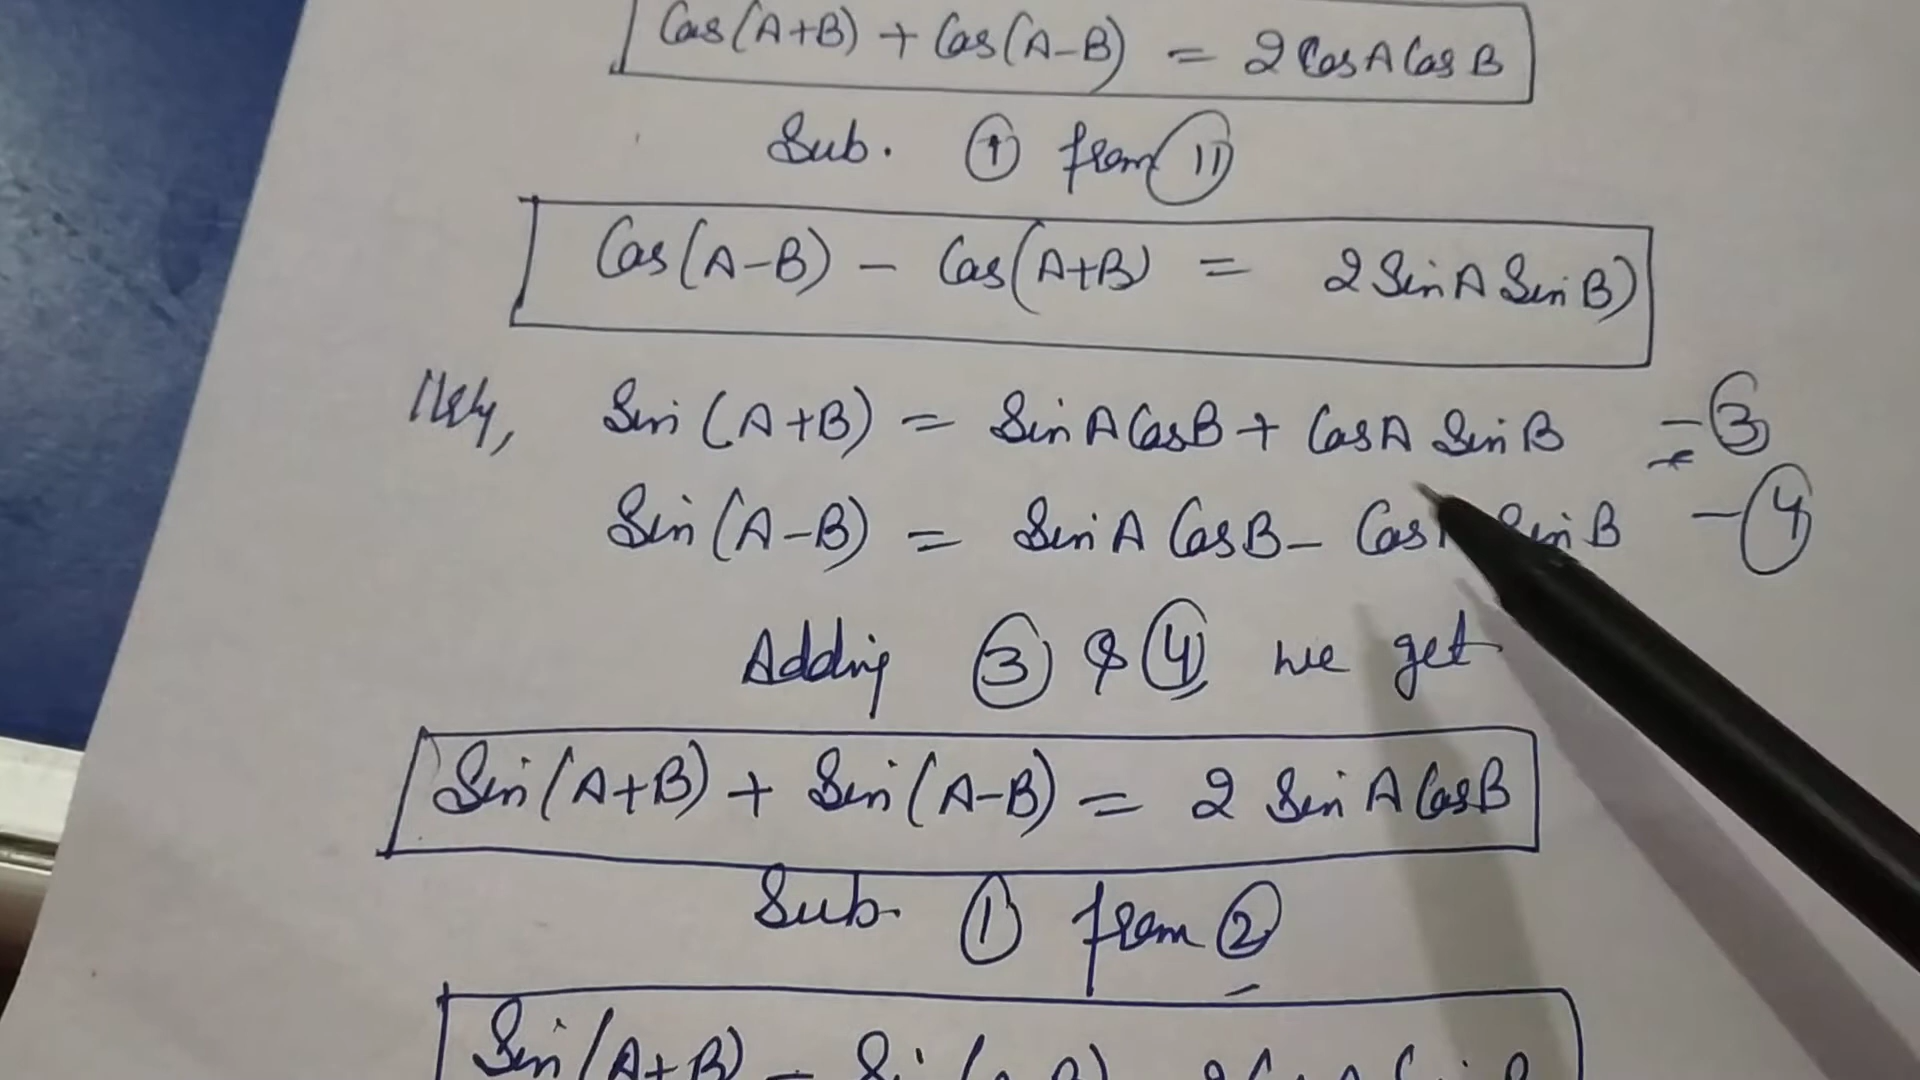 Cos(A+B) + Cos(A-B) = 2 Cos A Cos B
Sub. ① from ⑪
Cos(A-B) - Cos(A+B = 2 Sin A Sin B)
Sin (A+B) = Sin A Cos B + Cos A Sin B - ③
Sin (A-B) = Sin A Cos B - Cos Sin B - ④
Adding ③ & ④ we get
Sin(A+B) + Sin(A-B) = 2 Sin A Cos B
Sub. ① from ②
Sin(A+B) -